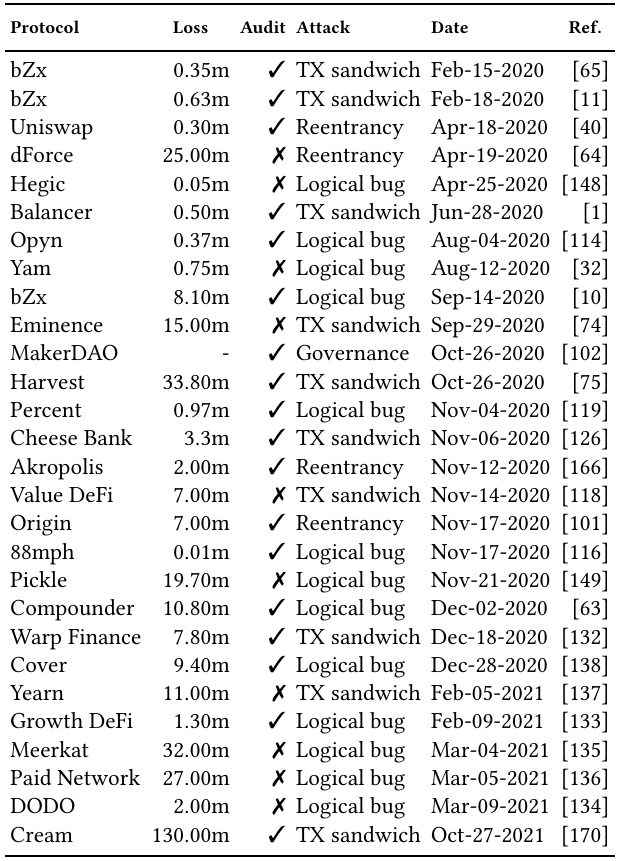 Protocol Loss Audit Attack Date Ref.
bZx 0.35m ✓ TX sandwich Feb-15-2020 [65]
bZx 0.63m ✓ TX sandwich Feb-18-2020 [11]
Uniswap 0.30m ✓ Reentrancy Apr-18-2020 [40]
dForce 25.00m ✗ Reentrancy Apr-19-2020 [64]
Hegic 0.05m ✗ Logical bug Apr-25-2020 [148]
Balancer 0.50m ✓ TX sandwich Jun-28-2020 [1]
Opyn 0.37m ✓ Logical bug Aug-04-2020 [114]
Yam 0.75m ✗ Logical bug Aug-12-2020 [32]
bZx 8.10m ✓ Logical bug Sep-14-2020 [10]
Eminence 15.00m ✗ TX sandwich Sep-29-2020 [74]
MakerDAO - ✓ Governance Oct-26-2020 [102]
Harvest 33.80m ✓ TX sandwich Oct-26-2020 [75]
Percent 0.97m ✓ Logical bug Nov-04-2020 [119]
Cheese Bank 3.3m ✓ TX sandwich Nov-06-2020 [126]
Akropolis 2.00m ✓ Reentrancy Nov-12-2020 [166]
Value DeFi 7.00m ✗ TX sandwich Nov-14-2020 [118]
Origin 7.00m ✓ Reentrancy Nov-17-2020 [101]
88mph 0.01m ✓ Logical bug Nov-17-2020 [116]
Pickle 19.70m ✗ Logical bug Nov-21-2020 [149]
Compounder 10.80m ✓ Logical bug Dec-02-2020 [63]
Warp Finance 7.80m ✓ TX sandwich Dec-18-2020 [132]
Cover 9.40m ✓ Logical bug Dec-28-2020 [138]
Yearn 11.00m ✗ TX sandwich Feb-05-2021 [137]
Growth DeFi 1.30m ✓ Logical bug Feb-09-2021 [133]
Meerkat 32.00m ✗ Logical bug Mar-04-2021 [135]
Paid Network 27.00m ✗ Logical bug Mar-05-2021 [136]
DODO 2.00m ✗ Logical bug Mar-09-2021 [134]
Cream 130.00m ✓ TX sandwich Oct-27-2021 [170]